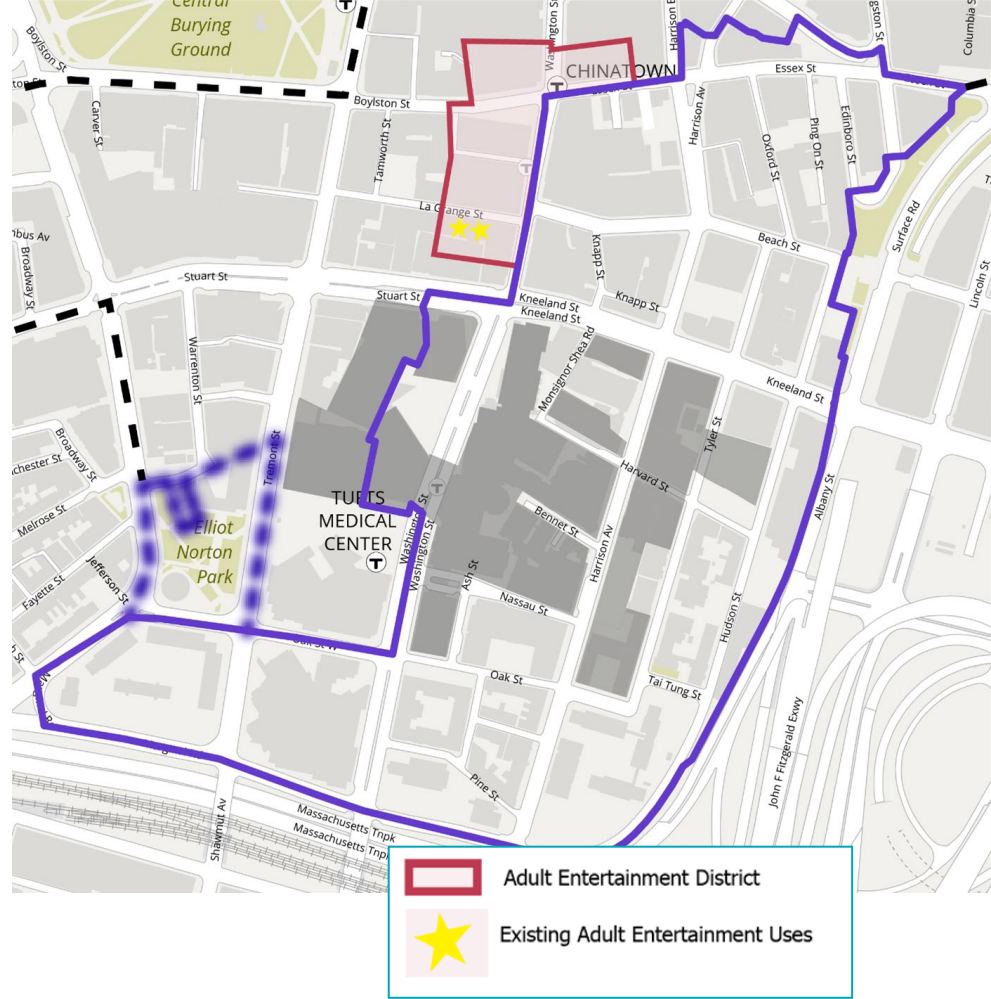 Central
Burying
Ground
Boylston St
Carver St
Boylston St
Tamworth St
Washington St
CHINATOWN
Essex St
Columbia S
Harrison Av
Oxford St
Ping On St
Edinboro St
Surface Rd
Lincoln St
La Grange St
Beach St
Knapp St
Knapp St
nbus Av
Broadway St
Stuart St
Stuart St
Kneeland St
Kneeland St
Kneeland St
Monsignor Shea Rd
Warrenton St
Tremont St
Tyler St
Harvard St
Albany St
Broadway St
chester St
Melrose St
Fayette St
Jefferson St
Elliot
Norton
Park
TUFTS
MEDICAL
CENTER
Washington St
Washington St
Bennet St
Harrison Av
Ash St
Nassau St
Hudson St
Oak St W
Oak St
Tai Tung St
John F Fitzgerald Exwy
Pine St
Shawmut Av
Massachusetts Tnpk
Massachusetts Tnpk
Adult Entertainment District
Existing Adult Entertainment Uses